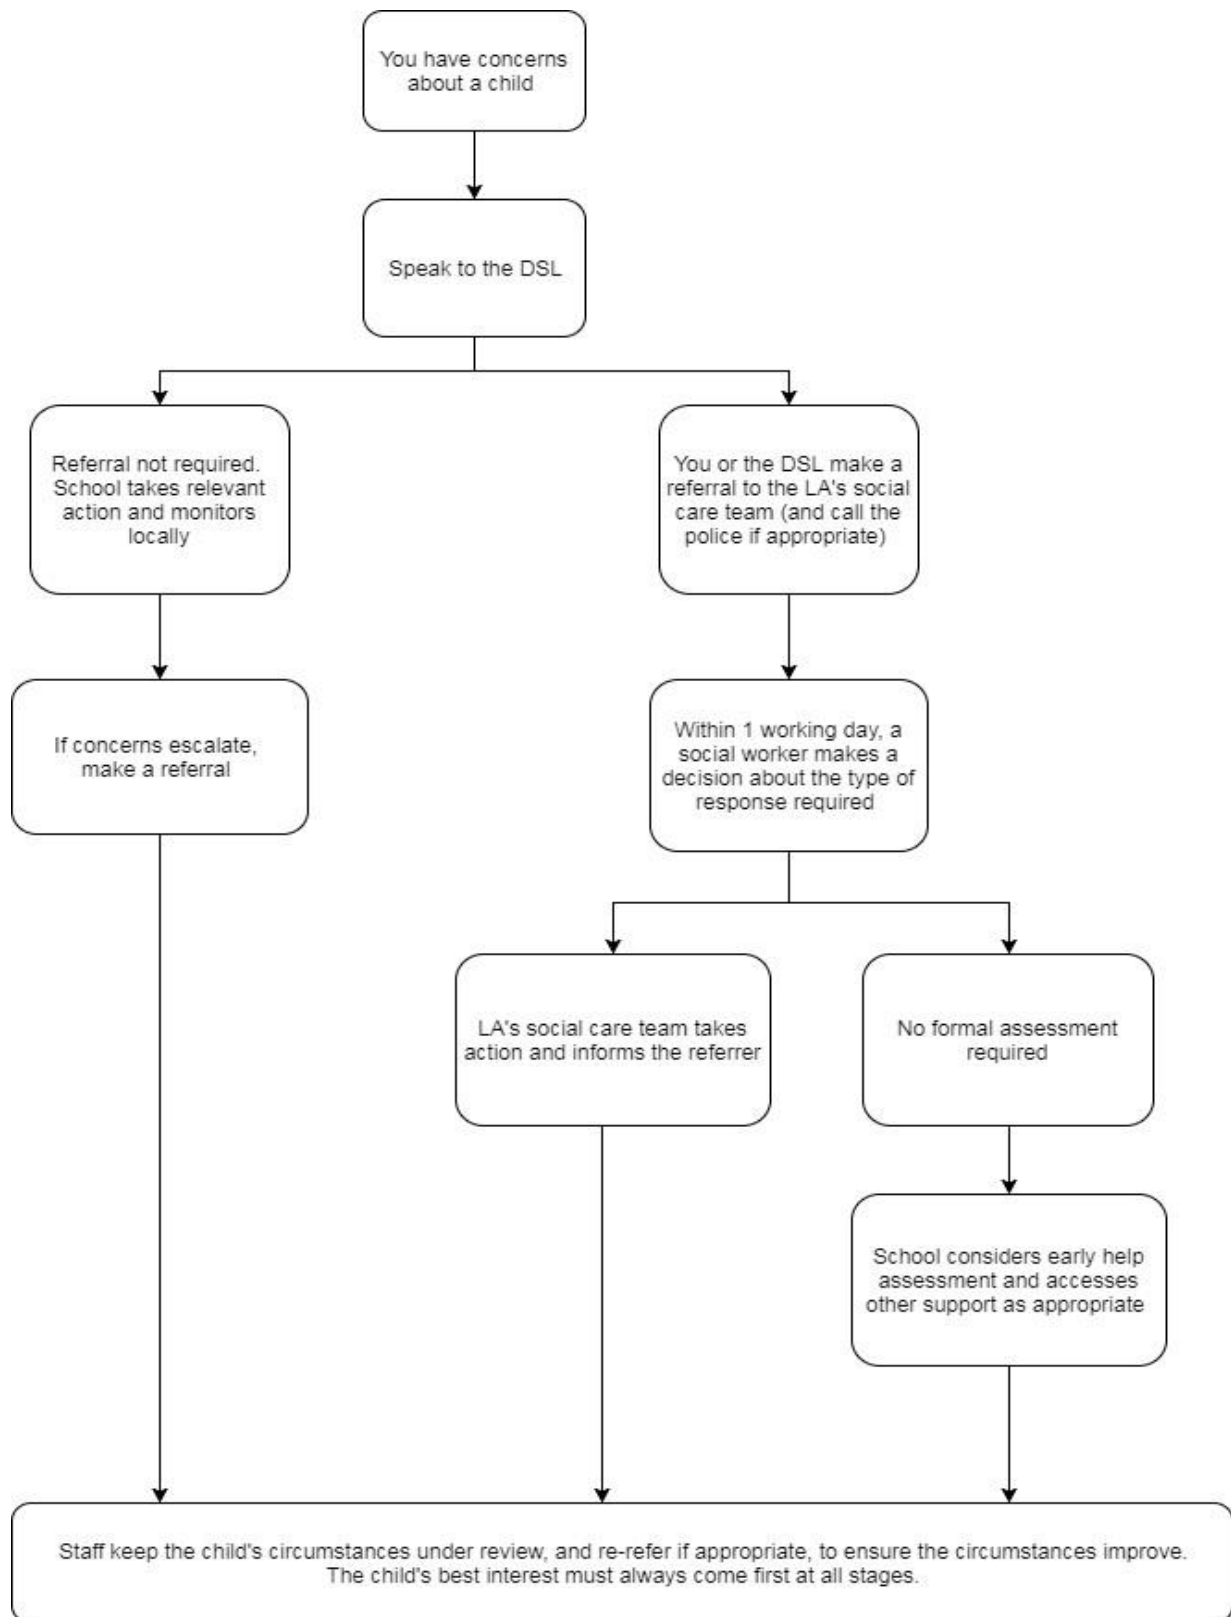 You have concerns
about a child
Speak to the DSL
Referral not required.
School takes relevant
action and monitors
locally
You or the DSL make a
referral to the LA's social
care team (and call the
police if appropriate)
If concerns escalate,
make a referral
Within 1 working day, a
social worker makes a
decision about the type of
response required
LA's social care team takes
action and informs the referrer
No formal assessment
required
School considers early help
assessment and accesses
other support as appropriate
Staff keep the child's circumstances under review, and re-refer if appropriate, to ensure the circumstances improve.
The child's best interest must always come first at all stages.